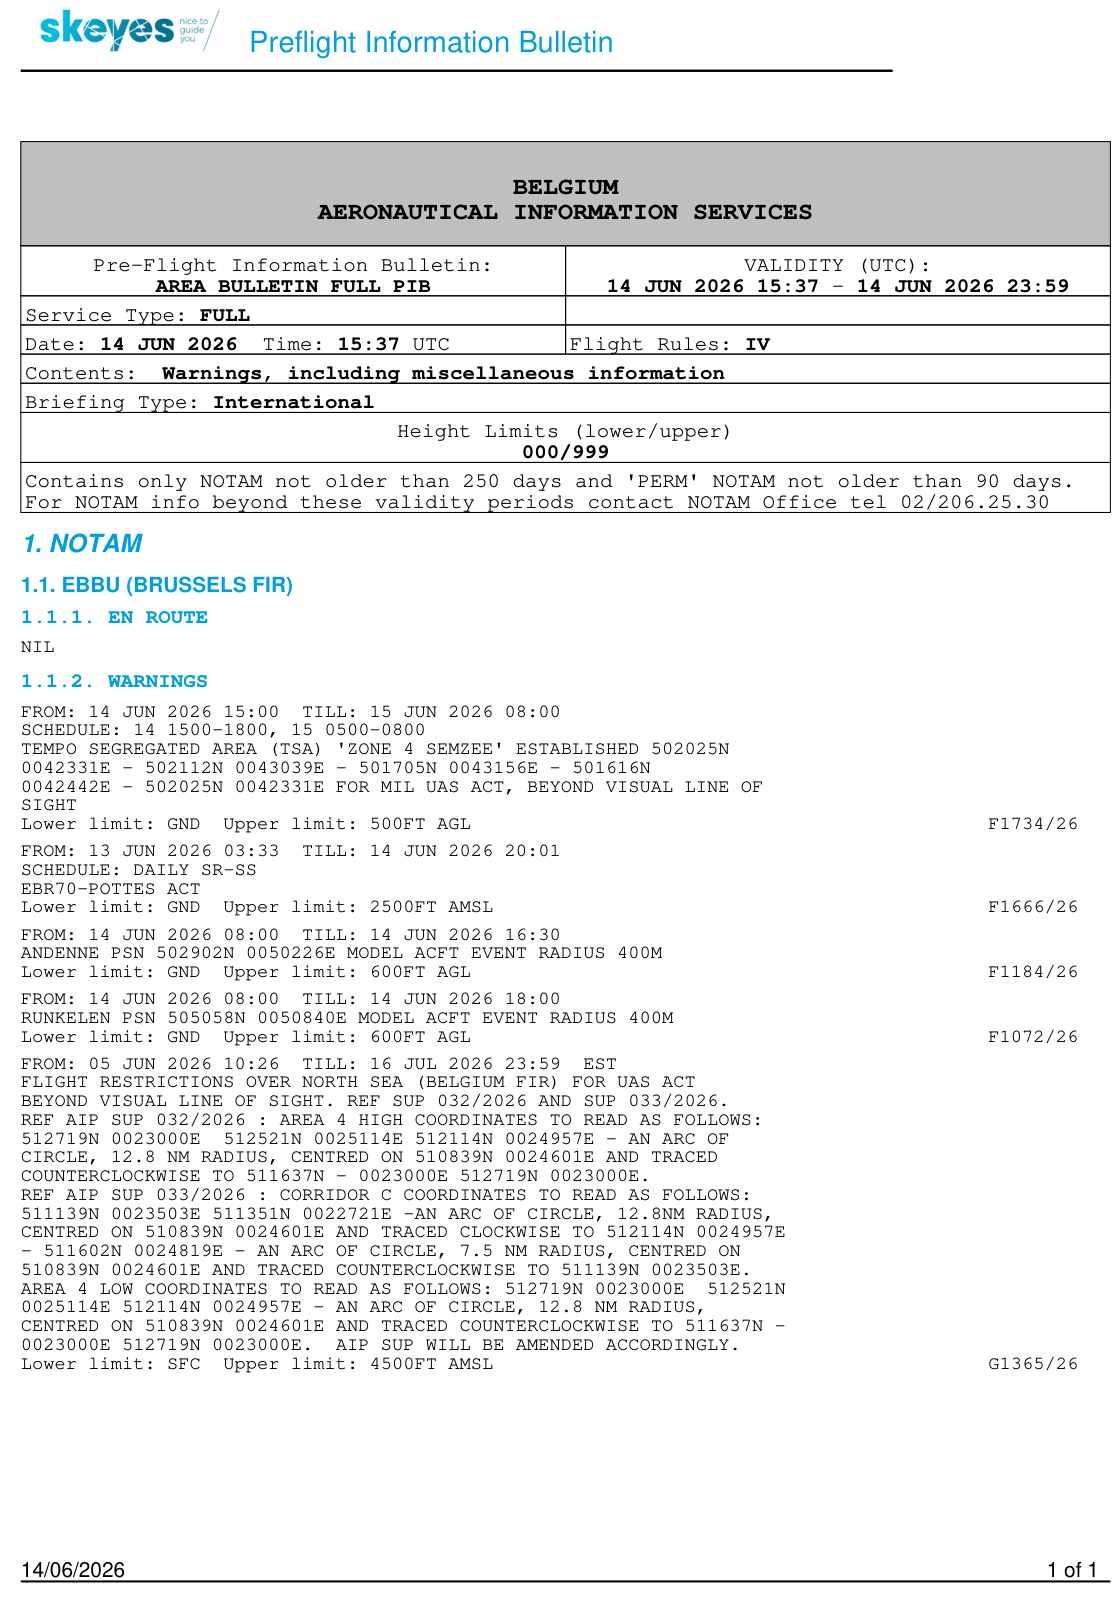 skeyes nice to
guide
you
Preflight Information Bulletin
BELGIUM
AERONAUTICAL INFORMATION SERVICES
Pre-Flight Information Bulletin:
AREA BULLETIN FULL PIB
VALIDITY (UTC):
14 JUN 2026 15:37 - 14 JUN 2026 23:59
Service Type: FULL
Date: 14 JUN 2026 Time: 15:37 UTC
Flight Rules: IV
Contents: Warnings, including miscellaneous information
Briefing Type: International
Height Limits (lower/upper)
000/999
Contains only NOTAM not older than 250 days and 'PERM' NOTAM not older than 90 days.
For NOTAM info beyond these validity periods contact NOTAM Office tel 02/206.25.30
1. NOTAM
1.1. EBBU (BRUSSELS FIR)
1.1.1. EN ROUTE
NIL
1.1.2. WARNINGS
FROM: 14 JUN 2026 15:00 TILL: 15 JUN 2026 08:00
SCHEDULE: 14 1500-1800, 15 0500-0800
TEMPO SEGREGATED AREA (TSA) 'ZONE 4 SEMZEE' ESTABLISHED 502025N
0042331E - 502112N 0043039E - 501705N 0043156E - 501616N
0042442E - 502025N 0042331E FOR MIL UAS ACT, BEYOND VISUAL LINE OF
SIGHT
Lower limit: GND Upper limit: 500FT AGL F1734/26
FROM: 13 JUN 2026 03:33 TILL: 14 JUN 2026 20:01
SCHEDULE: DAILY SR-SS
EBR70-POTTES ACT
Lower limit: GND Upper limit: 2500FT AMSL F1666/26
FROM: 14 JUN 2026 08:00 TILL: 14 JUN 2026 16:30
ANDENNE PSN 502902N 0050226E MODEL ACFT EVENT RADIUS 400M
Lower limit: GND Upper limit: 600FT AGL F1184/26
FROM: 14 JUN 2026 08:00 TILL: 14 JUN 2026 18:00
RUNKELEN PSN 505058N 0050840E MODEL ACFT EVENT RADIUS 400M
Lower limit: GND Upper limit: 600FT AGL F1072/26
FROM: 05 JUN 2026 10:26 TILL: 16 JUL 2026 23:59 EST
FLIGHT RESTRICTIONS OVER NORTH SEA (BELGIUM FIR) FOR UAS ACT
BEYOND VISUAL LINE OF SIGHT. REF SUP 032/2026 AND SUP 033/2026.
REF AIP SUP 032/2026 : AREA 4 HIGH COORDINATES TO READ AS FOLLOWS:
512719N 0023000E 512521N 0025114E 512114N 0024957E - AN ARC OF
CIRCLE, 12.8 NM RADIUS, CENTRED ON 510839N 0024601E AND TRACED
COUNTERCLOCKWISE TO 511637N - 0023000E 512719N 0023000E.
REF AIP SUP 033/2026 : CORRIDOR C COORDINATES TO READ AS FOLLOWS:
511139N 0023503E 511351N 0022721E -AN ARC OF CIRCLE, 12.8NM RADIUS,
CENTRED ON 510839N 0024601E AND TRACED CLOCKWISE TO 512114N 0024957E
- 511602N 0024819E - AN ARC OF CIRCLE, 7.5 NM RADIUS, CENTRED ON
510839N 0024601E AND TRACED COUNTERCLOCKWISE TO 511139N 0023503E.
AREA 4 LOW COORDINATES TO READ AS FOLLOWS: 512719N 0023000E 512521N
0025114E 512114N 0024957E - AN ARC OF CIRCLE, 12.8 NM RADIUS,
CENTRED ON 510839N 0024601E AND TRACED COUNTERCLOCKWISE TO 511637N -
0023000E 512719N 0023000E. AIP SUP WILL BE AMENDED ACCORDINGLY.
Lower limit: SFC Upper limit: 4500FT AMSL G1365/26
14/06/2026 1 of 1